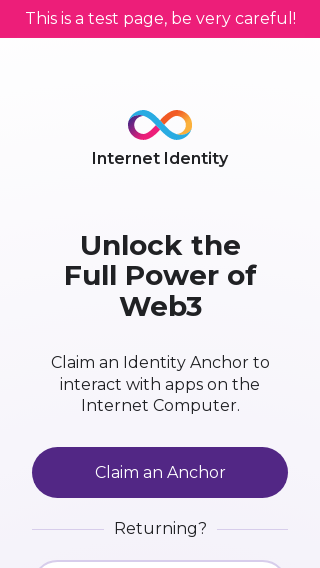 This is a test page, be very careful!
Internet Identity
Unlock the
Full Power of
Web3
Claim an Identity Anchor to
interact with apps on the
Internet Computer.
Claim an Anchor
Returning?